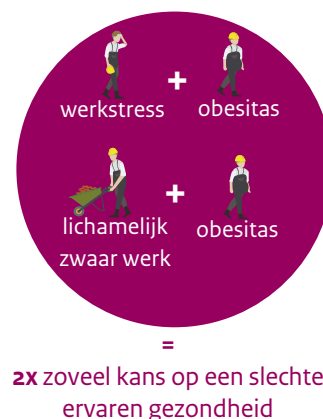 werkstress + obesitas
lichamelijk + obesitas
zwaar werk
=
2x zoveel kans op een slechte
ervaren gezondheid